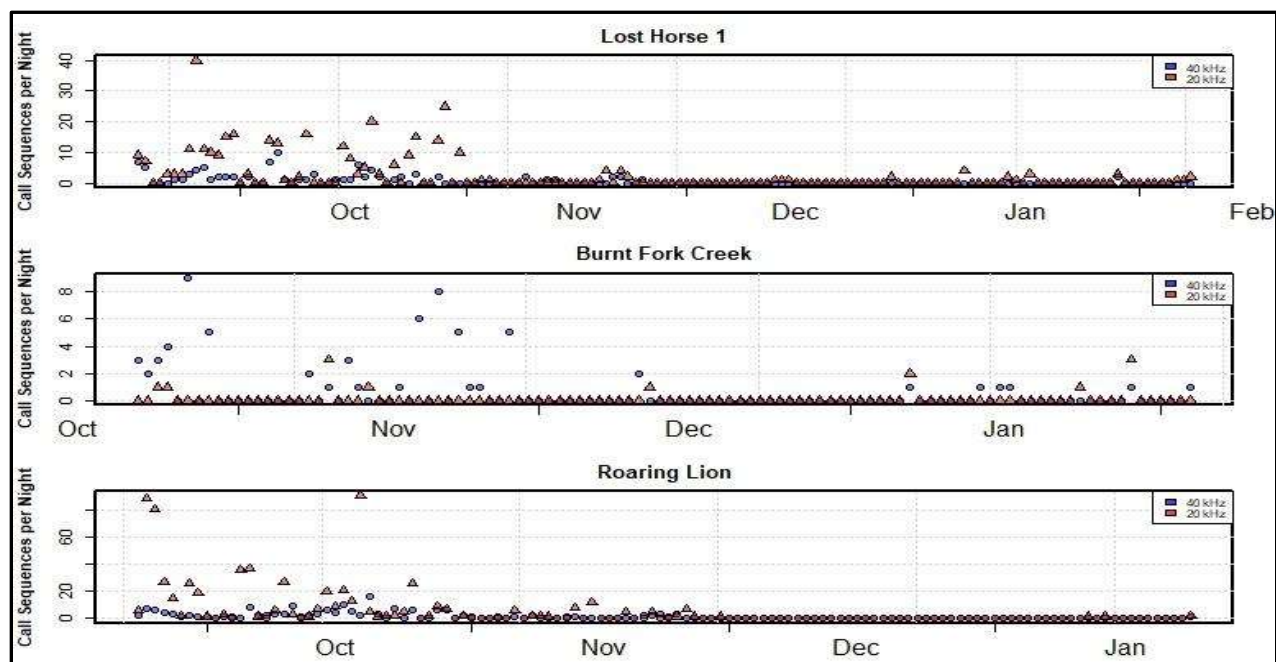 Lost Horse 1
Call Sequences per Night
40
30
20
10
0
40 kHz
20 kHz
Oct Nov Dec Jan Feb
Burnt Fork Creek
Call Sequences per Night
8
6
4
2
0
40 kHz
20 kHz
Oct Nov Dec Jan
Roaring Lion
Call Sequences per Night
60
20
0
40 kHz
20 kHz
Oct Nov Dec Jan